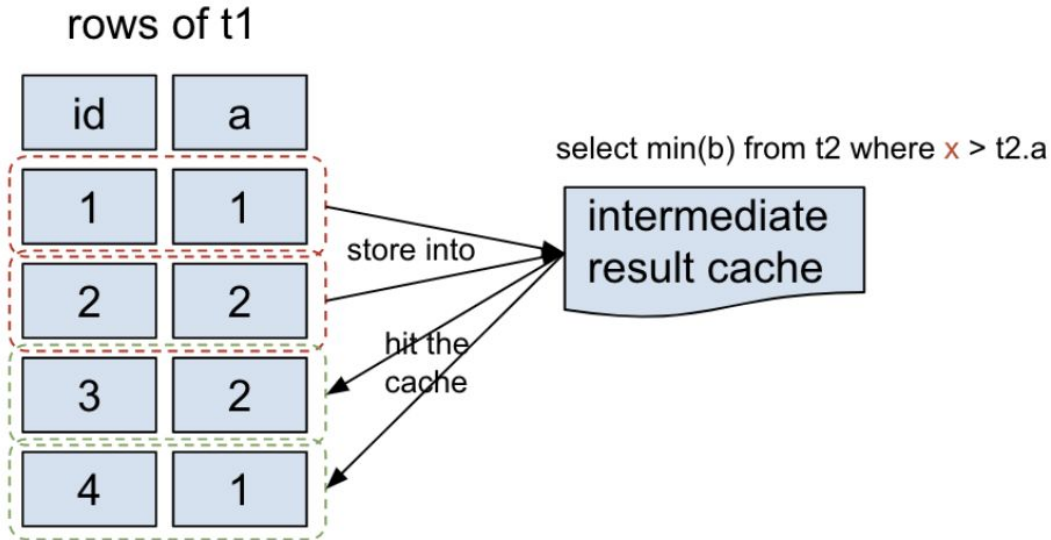 rows of t1
id a
1 1
2 2
3 2
4 1
store into
hit the
cache
select min(b) from t2 where x > t2.a
intermediate
result cache